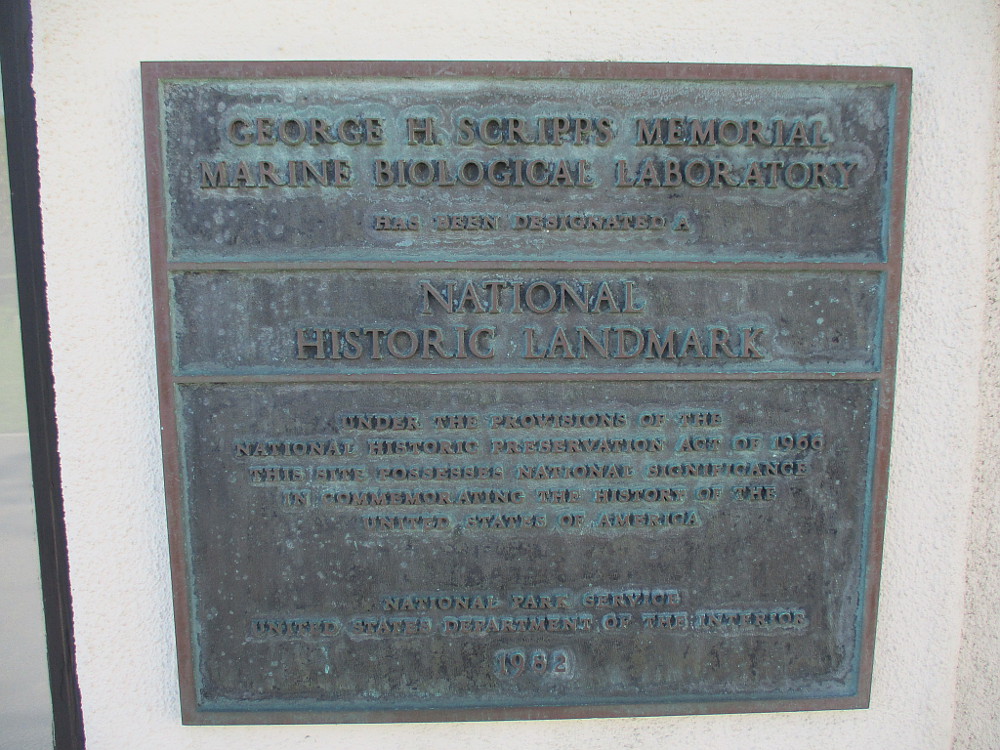 GEORGE H. SCRIPPS MEMORIAL
MARINE BIOLOGICAL LABORATORY
HAS BEEN DESIGNATED A
NATIONAL
HISTORIC LANDMARK
UNDER THE PROVISIONS OF THE
NATIONAL HISTORIC PRESERVATION ACT OF 1966
THIS SITE POSSESSES NATIONAL SIGNIFICANCE
IN COMMEMORATING THE HISTORY OF THE
UNITED STATES OF AMERICA
NATIONAL PARK SERVICE
UNITED STATES DEPARTMENT OF THE INTERIOR
1982